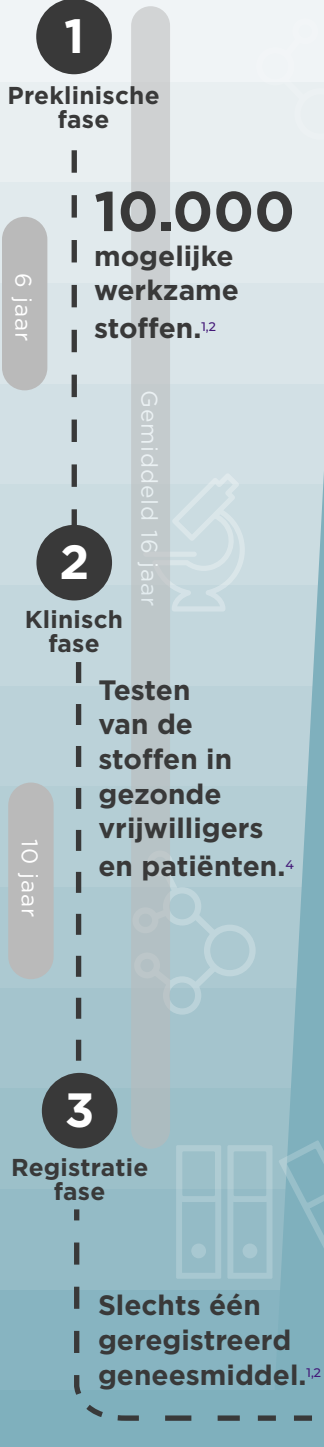 1
Preklinische
fase
10.000
mogelijke
werkzame
stoffen.1,2
6 jaar
Gemiddeld 16 jaar
2
Klinisch
fase
Testen
van de
stoffen in
gezonde
vrijwilligers
en patiënten.4
10 jaar
3
Registratie
fase
Slechts één
geregistreerd
geneesmiddel.1,2